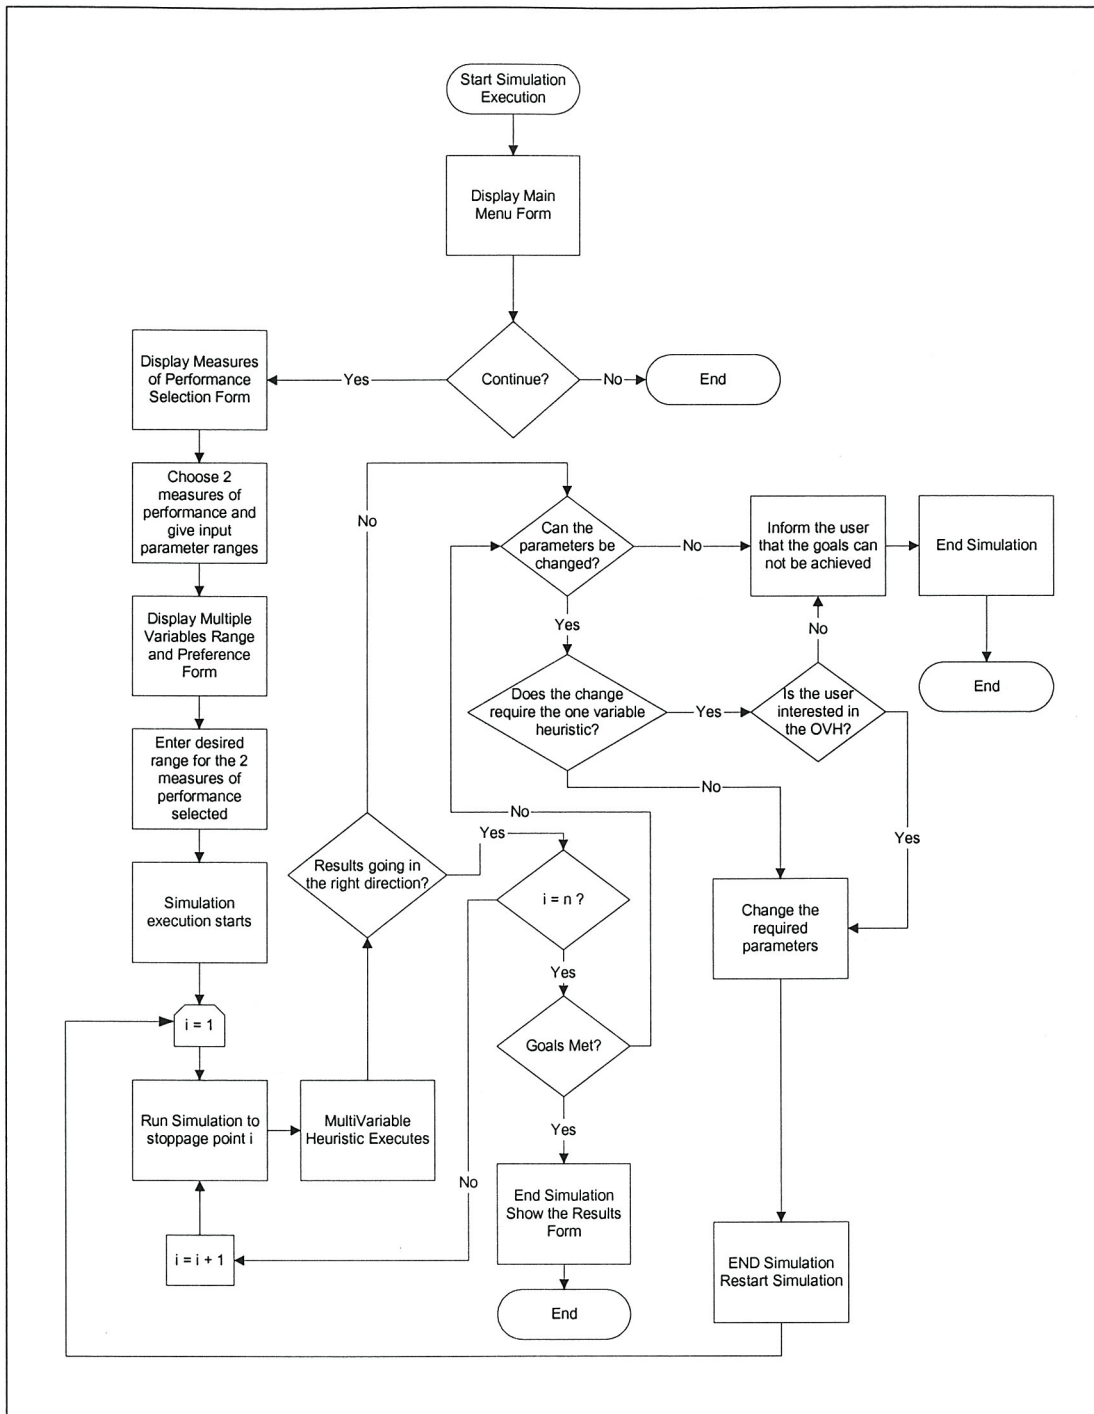 Start Simulation
Execution
Display Main
Menu Form
Continue?
Yes
No
End
Display Measures
of Performance
Selection Form
Choose 2
measures of
performance and
give input
parameter ranges
Display Multiple
Variables Range
and Preference
Form
Enter desired
range for the 2
measures of
performance
selected
Simulation
execution starts
i = 1
Run Simulation to
stoppage point i
i = i + 1
MultiVariable
Heuristic Executes
Results going in
the right direction?
No
Yes
i = n ?
No
Yes
Goals Met?
No
Yes
End Simulation
Show the Results
Form
End
Can the
parameters be
changed?
No
Yes
Inform the user
that the goals can
not be achieved
End Simulation
End
Does the change
require the one variable
heuristic?
Yes
No
Is the user
interested in
the OVH?
No
Yes
Change the
required
parameters
END Simulation
Restart Simulation